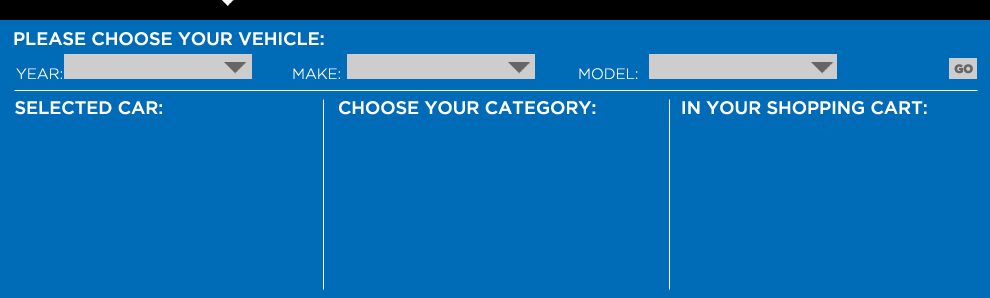 PLEASE CHOOSE YOUR VEHICLE:
YEAR: MAKE: MODEL: GO
SELECTED CAR: CHOOSE YOUR CATEGORY: IN YOUR SHOPPING CART: